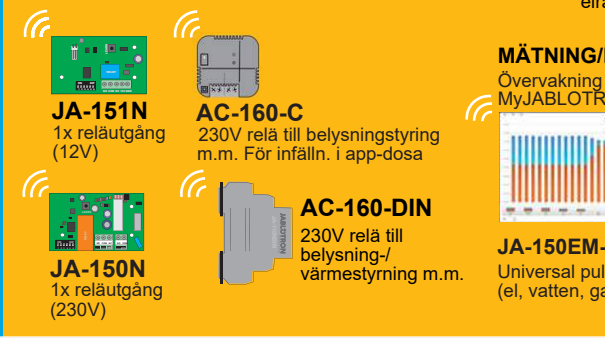 JA-151N
1x reläutgång
(12V)
AC-160-C
230V relä till belysningstyring
m.m. För infälln. i app-dosa
JA-150N
1x reläutgång
(230V)
JABLOTRON
AC-160-DIN
230V relä till
belysning-/
värmestyrning m.m.
MÄTNING/
Övervakning
MyJABLOTR
JA-150EM-
Universal pul
(el, vatten, ga